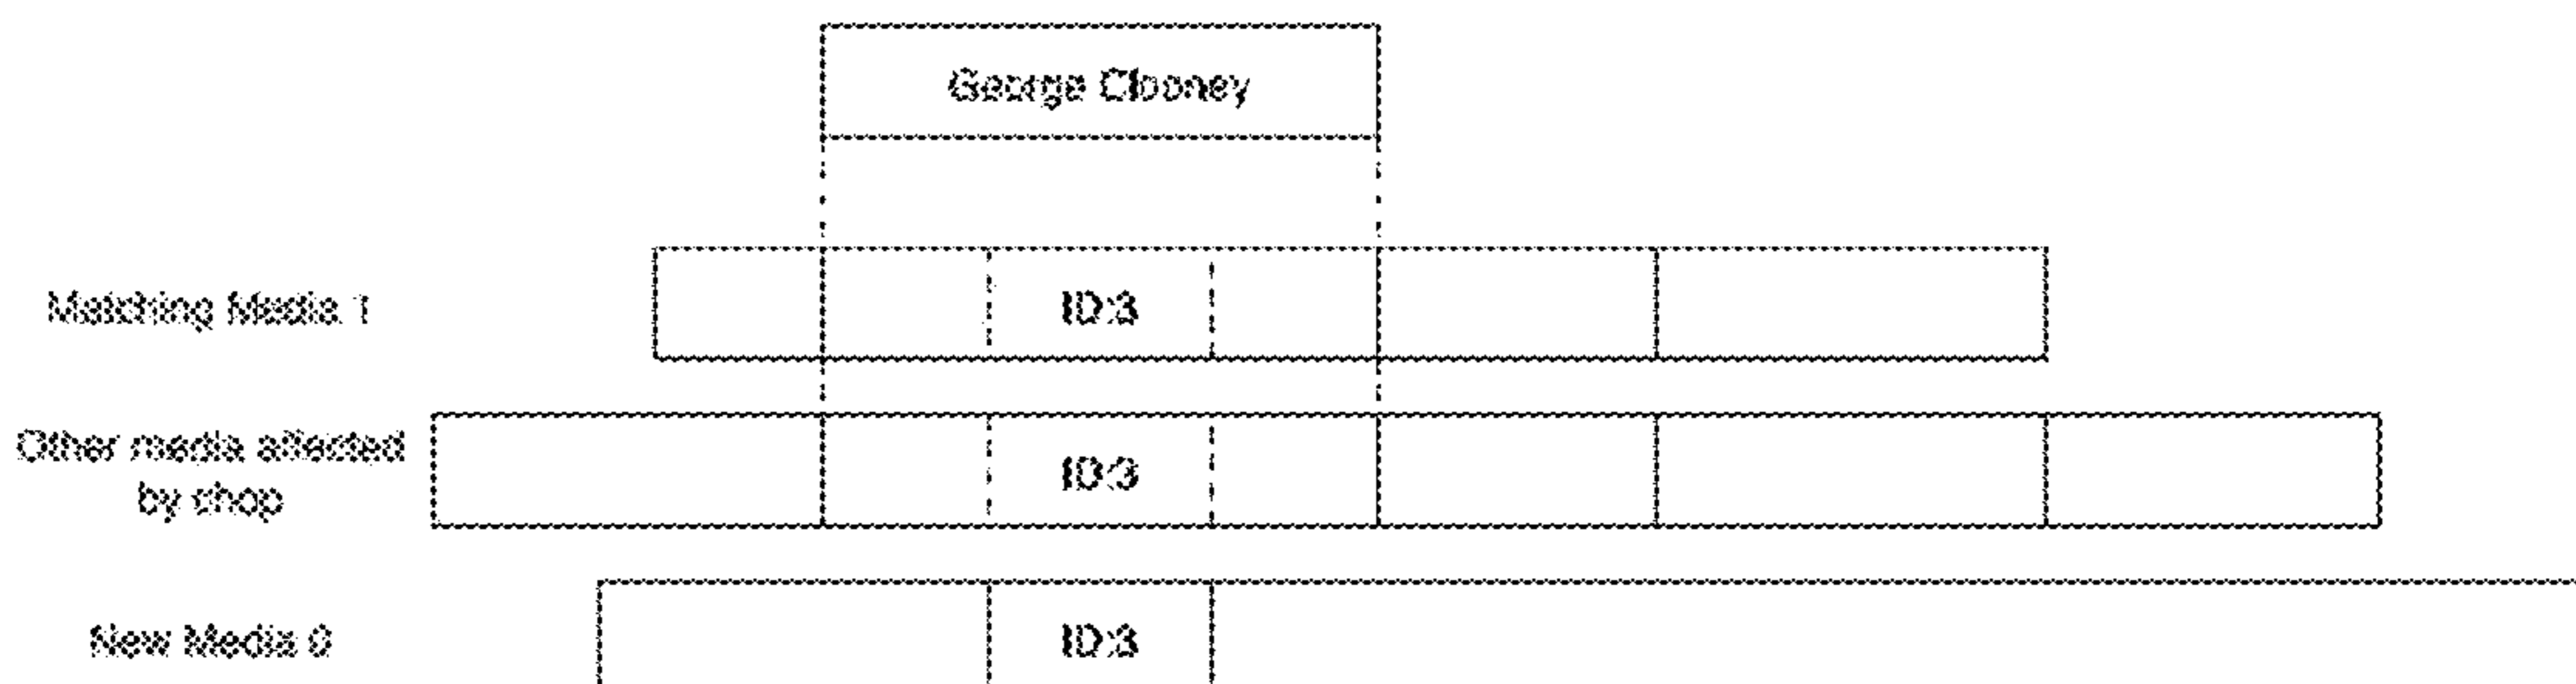 George Clooney
Matching Media 1
ID:3
Other media affected
by chop
ID:3
New Media 0
ID:3